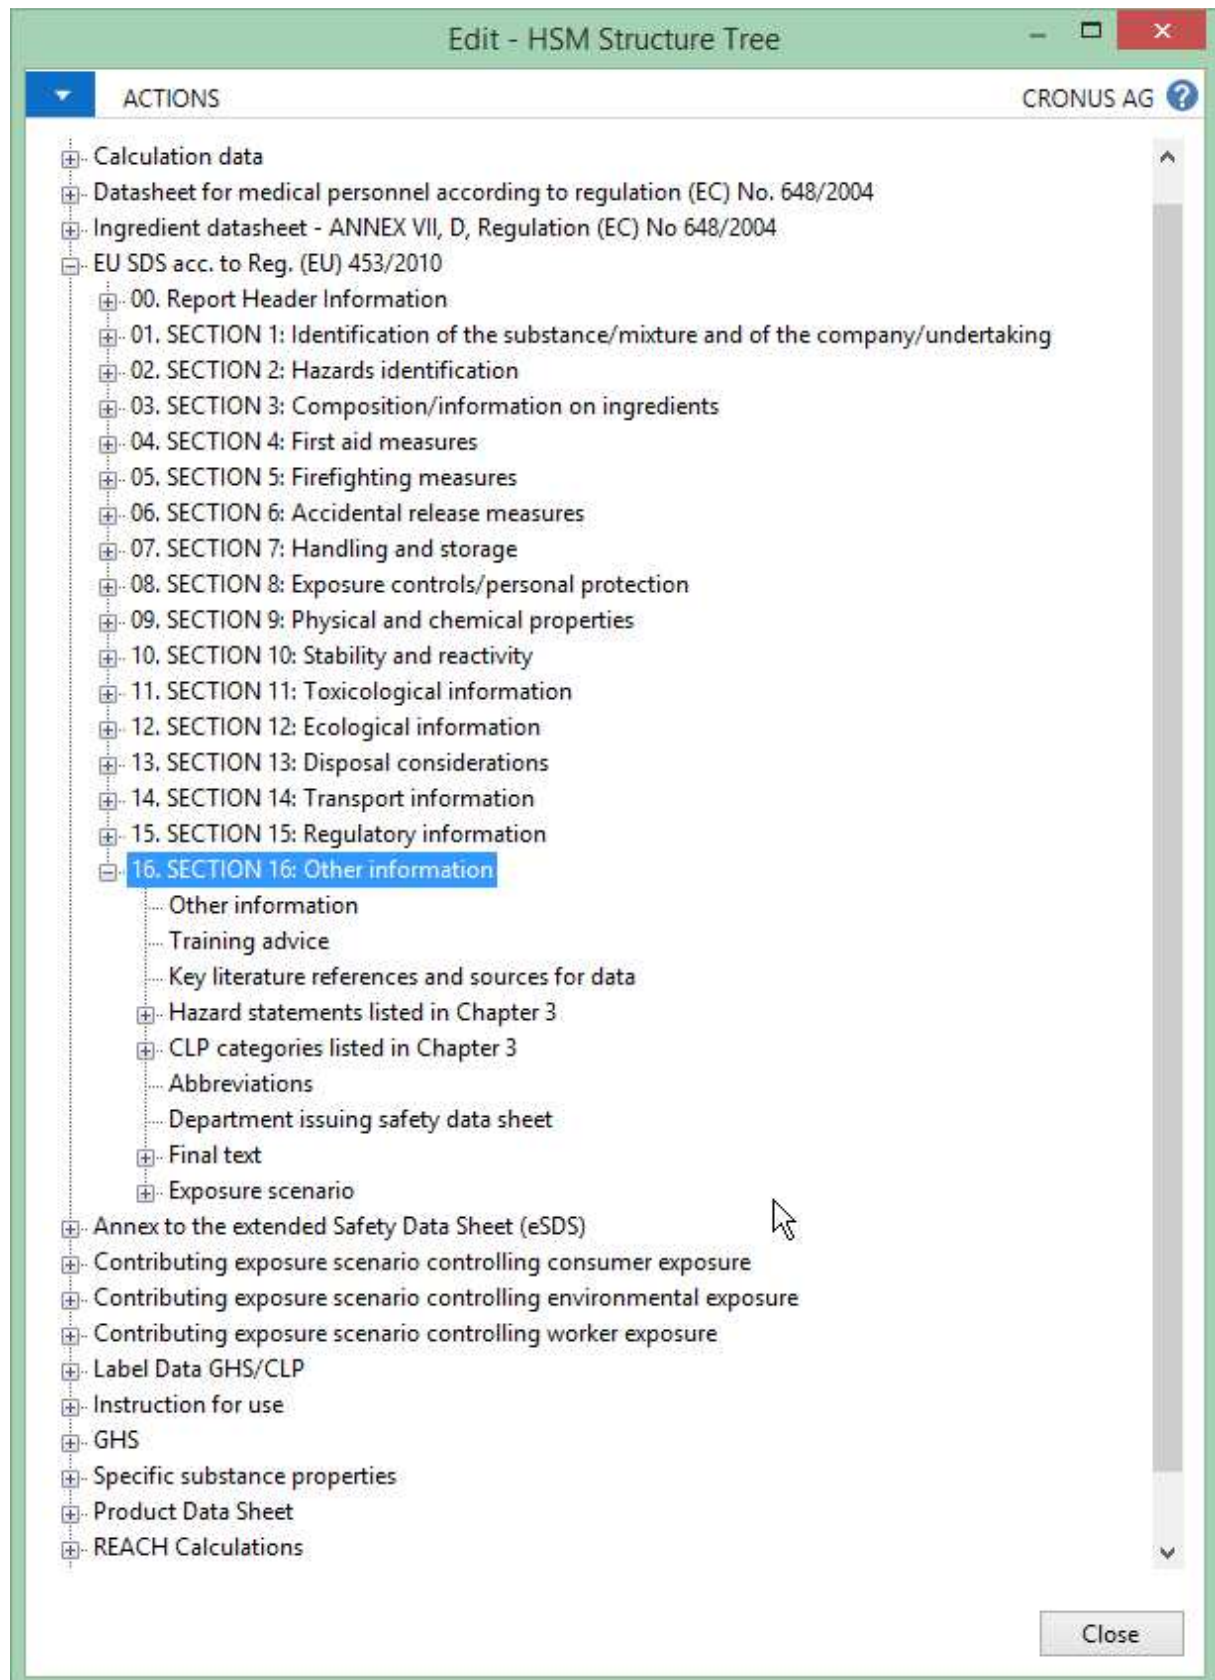 Edit - HSM Structure Tree
ACTIONS CRONUS AG ?
Calculation data
Datasheet for medical personnel according to regulation (EC) No. 648/2004
Ingredient datasheet - ANNEX VII, D, Regulation (EC) No 648/2004
EU SDS acc. to Reg. (EU) 453/2010
00. Report Header Information
01. SECTION 1: Identification of the substance/mixture and of the company/undertaking
02. SECTION 2: Hazards identification
03. SECTION 3: Composition/information on ingredients
04. SECTION 4: First aid measures
05. SECTION 5: Firefighting measures
06. SECTION 6: Accidental release measures
07. SECTION 7: Handling and storage
08. SECTION 8: Exposure controls/personal protection
09. SECTION 9: Physical and chemical properties
10. SECTION 10: Stability and reactivity
11. SECTION 11: Toxicological information
12. SECTION 12: Ecological information
13. SECTION 13: Disposal considerations
14. SECTION 14: Transport information
15. SECTION 15: Regulatory information
16. SECTION 16: Other information
Other information
Training advice
Key literature references and sources for data
Hazard statements listed in Chapter 3
CLP categories listed in Chapter 3
Abbreviations
Department issuing safety data sheet
Final text
Exposure scenario
Annex to the extended Safety Data Sheet (eSDS)
Contributing exposure scenario controlling consumer exposure
Contributing exposure scenario controlling environmental exposure
Contributing exposure scenario controlling worker exposure
Label Data GHS/CLP
Instruction for use
GHS
Specific substance properties
Product Data Sheet
REACH Calculations
Close